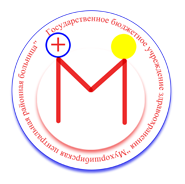 Государственное бюджетное учреждение здравоохранения "Мухоршибирская центральная районная больница"